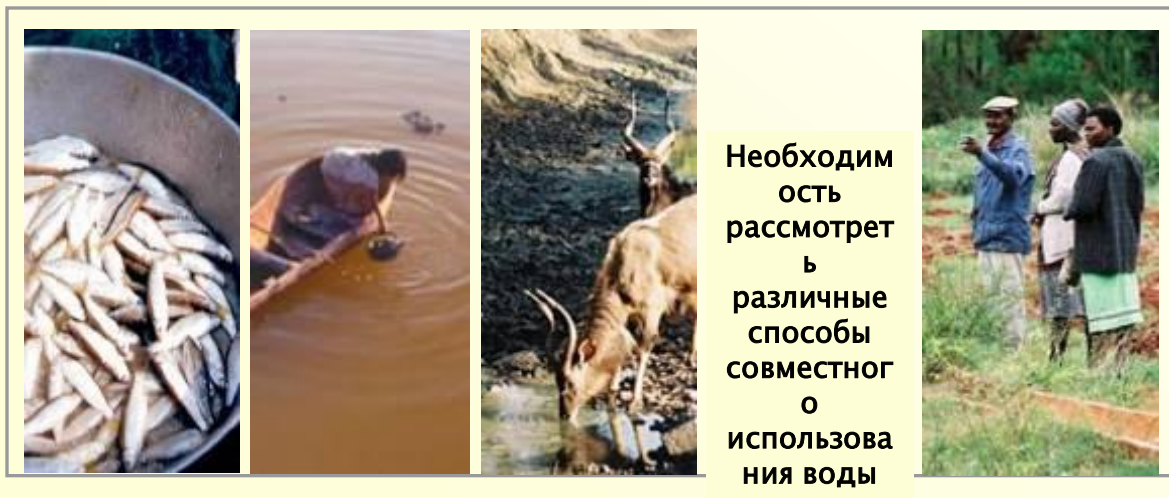 Необходим
ость
рассмотрет
ь
различные
способы
совместног
о
использова
ния воды